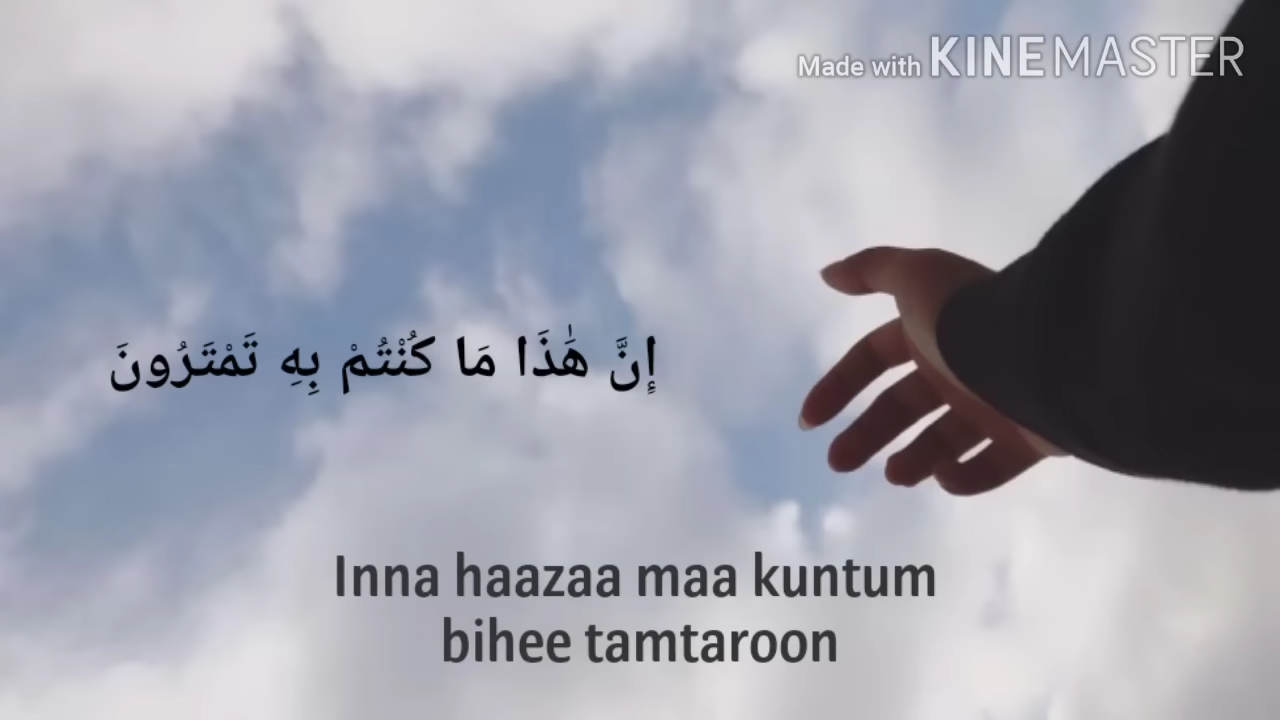 Made with KINEMASTER
إِنَّ هَٰذَا مَا كُنْتُمْ بِهِ تَمْتَرُونَ
Inna haazaa maa kuntum
bihee tamtaroon